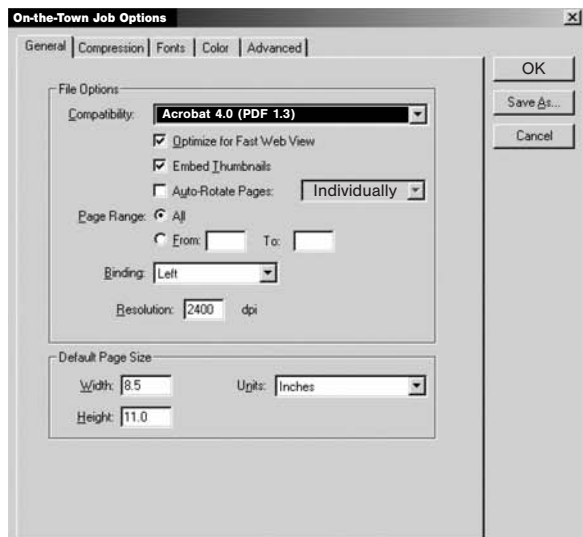 On-the-Town Job Options
General Compression Fonts Color Advanced
OK
Save As...
Cancel
File Options
Compatibility: Acrobat 4.0 (PDF 1.3)
Optimize for Fast Web View
Embed Thumbnails
Auto-Rotate Pages: Individually
Page Range: All
From: To:
Binding: Left
Resolution: 2400 dpi
Default Page Size
Width: 8.5 Units: Inches
Height: 11.0